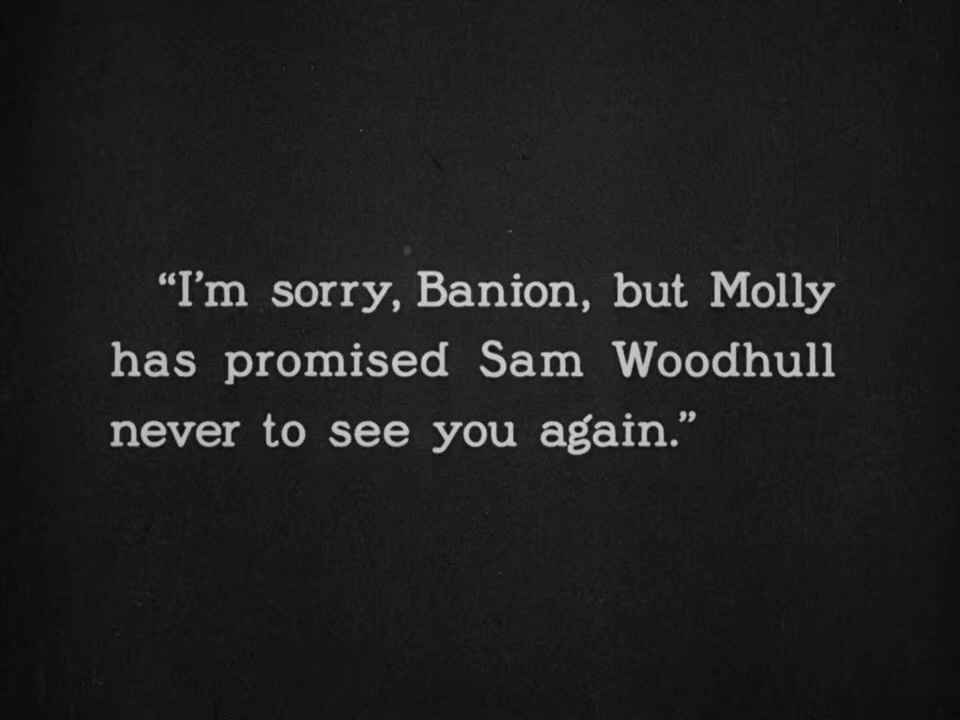 “I’m sorry, Banion, but Molly
has promised Sam Woodhull
never to see you again.”